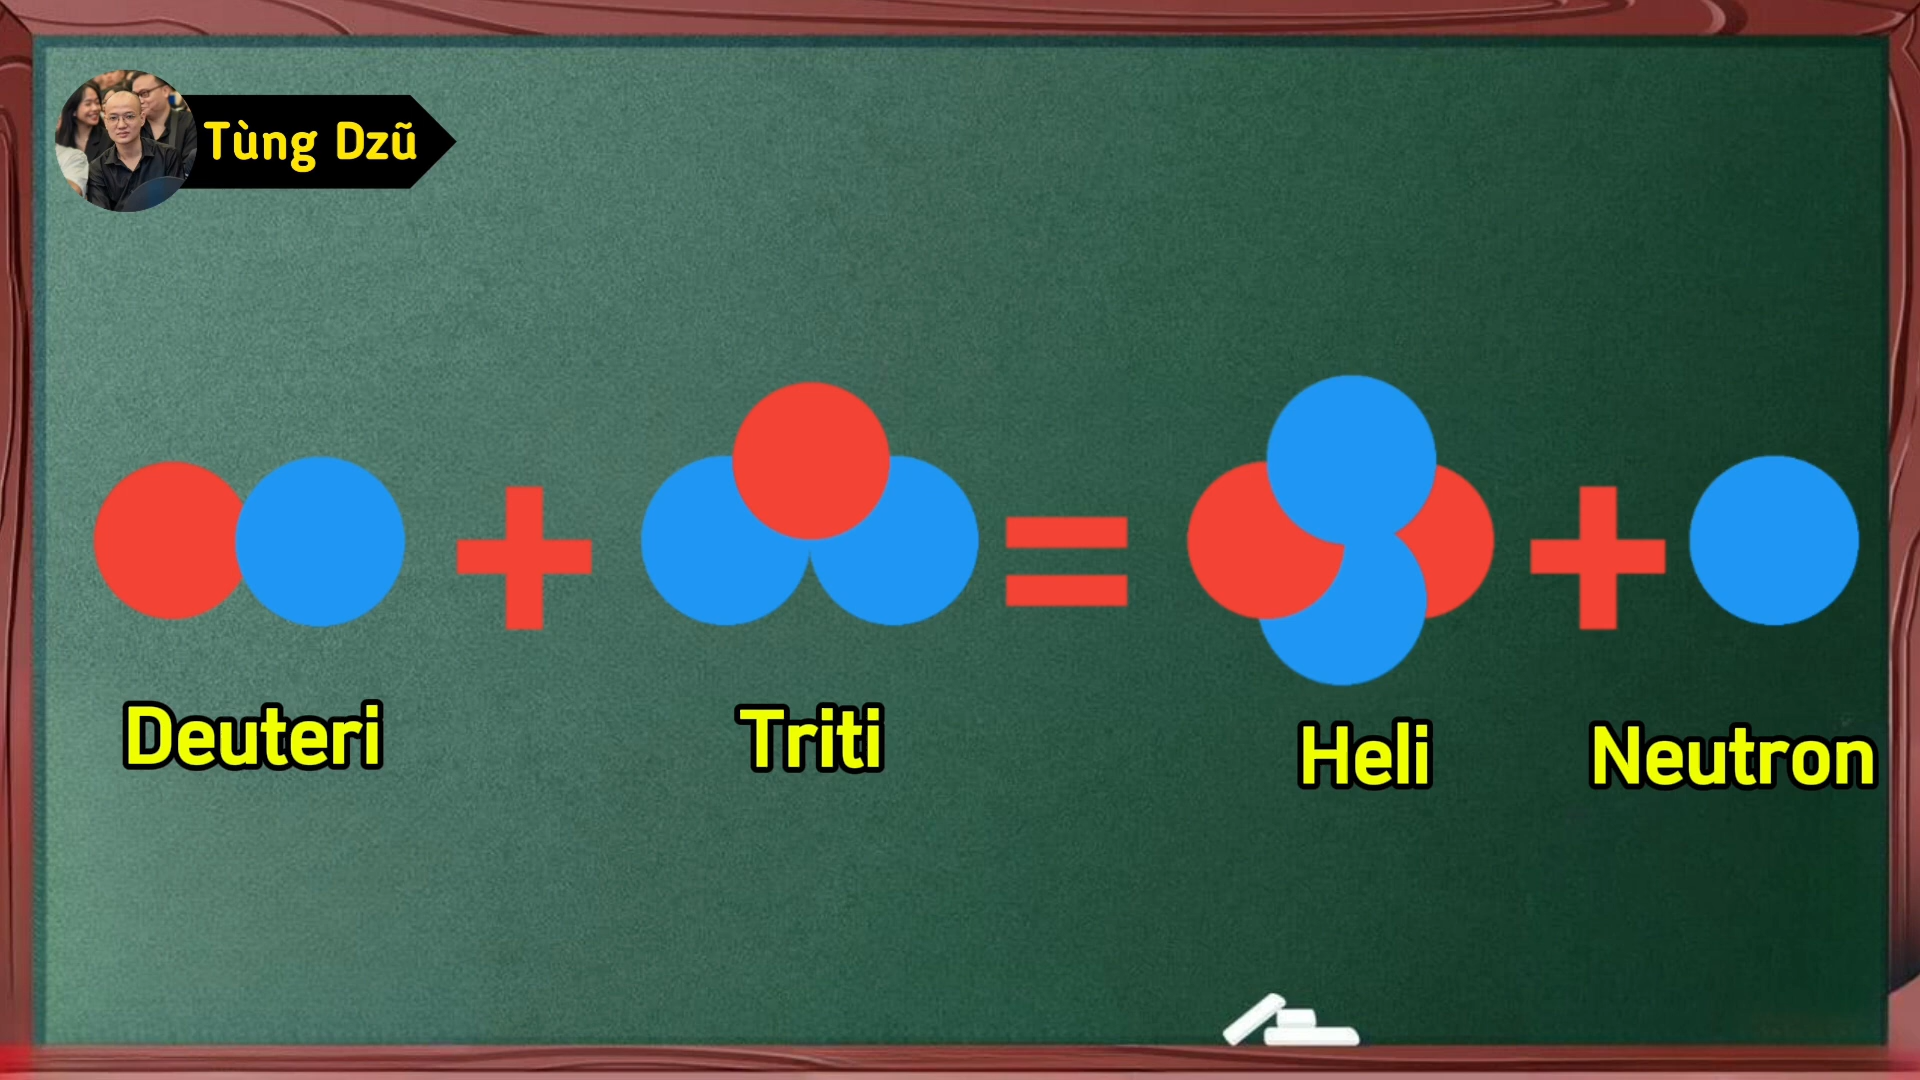 Tùng Dzũ
+ = +
Deuteri Triti Heli Neutron